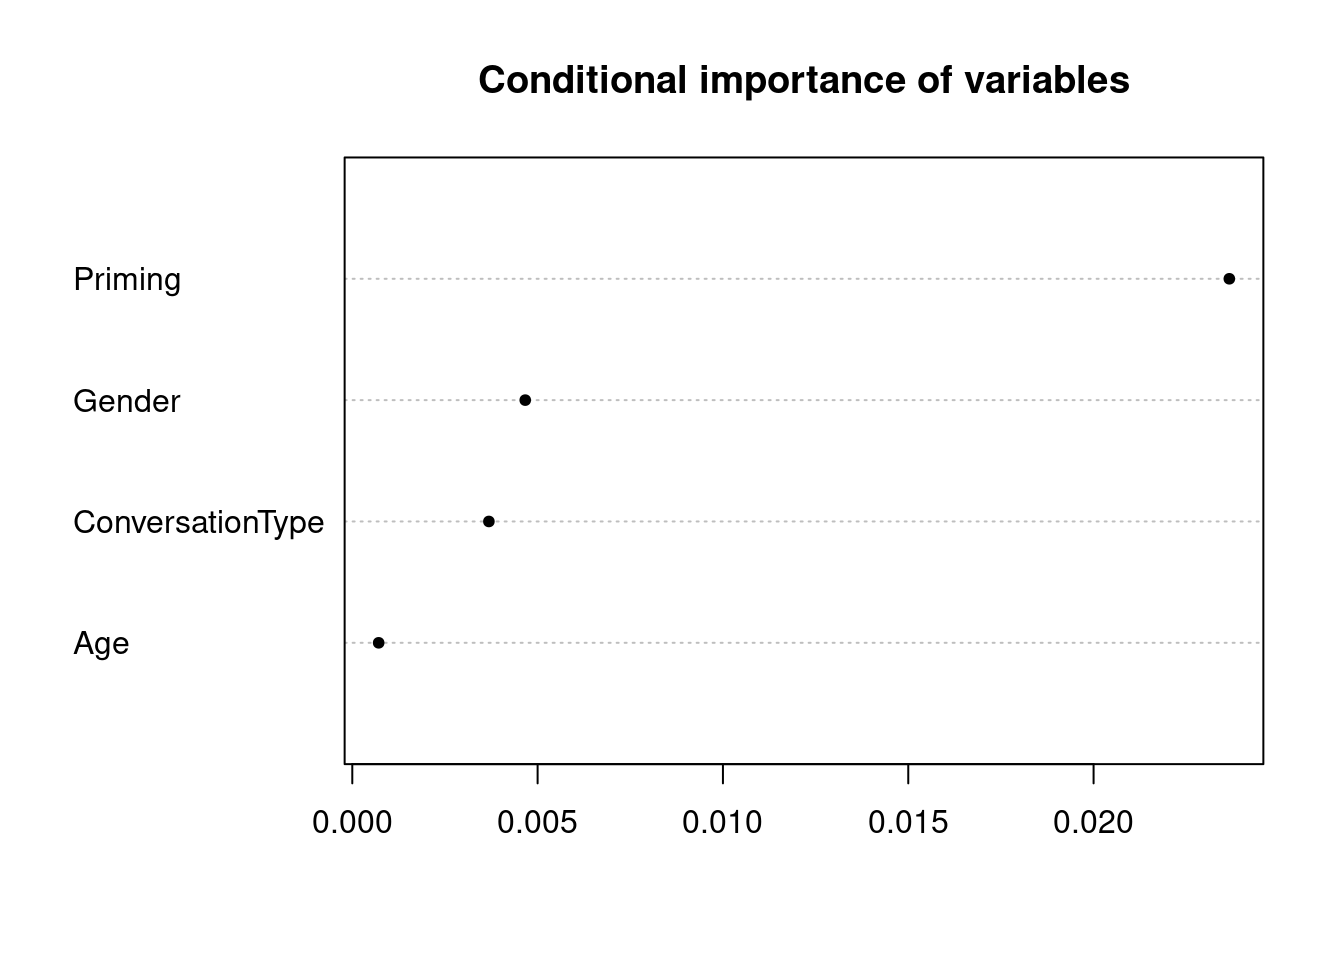 Conditional importance of variables
Priming
Gender
ConversationType
Age
0.000 0.005 0.010 0.015 0.020